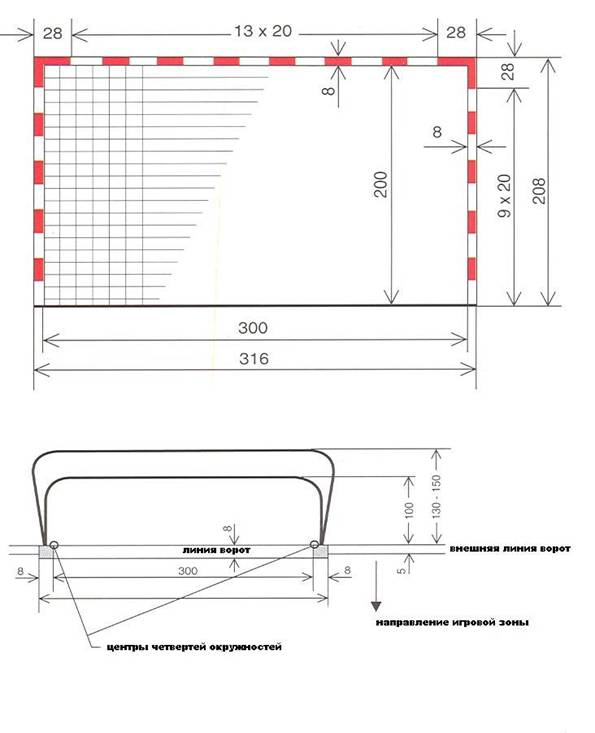 28
13 x 20
28
8
28
8
200
9 x 20
208
300
316
8
100
130 - 150
линия ворот
внешняя линия ворот
8
300
8
5
направление игровой зоны
центры четвертей окружностей